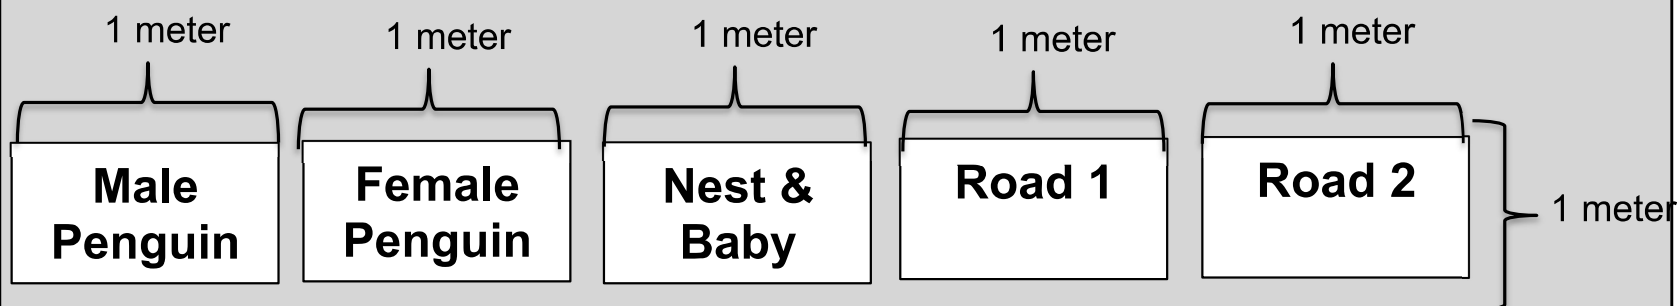 1 meter
1 meter
1 meter
1 meter
1 meter
Male
Penguin
Female
Penguin
Nest &
Baby
Road 1
Road 2
1 meter